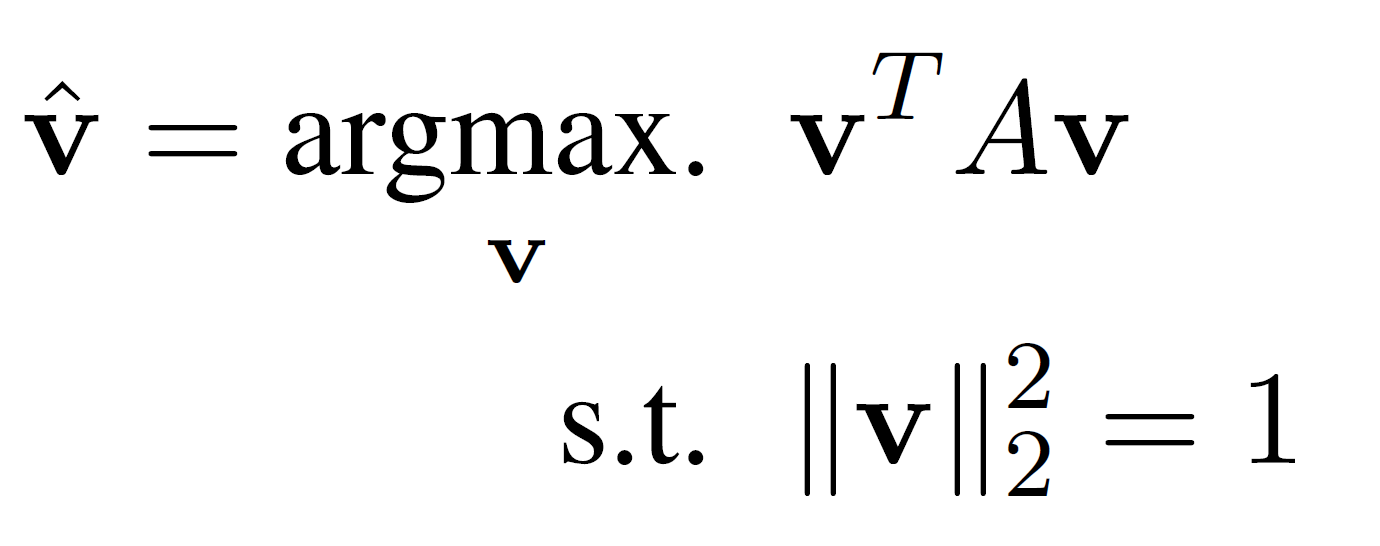 v̂ = argmax. vᵀAv
v
s.t. ‖v‖₂² = 1